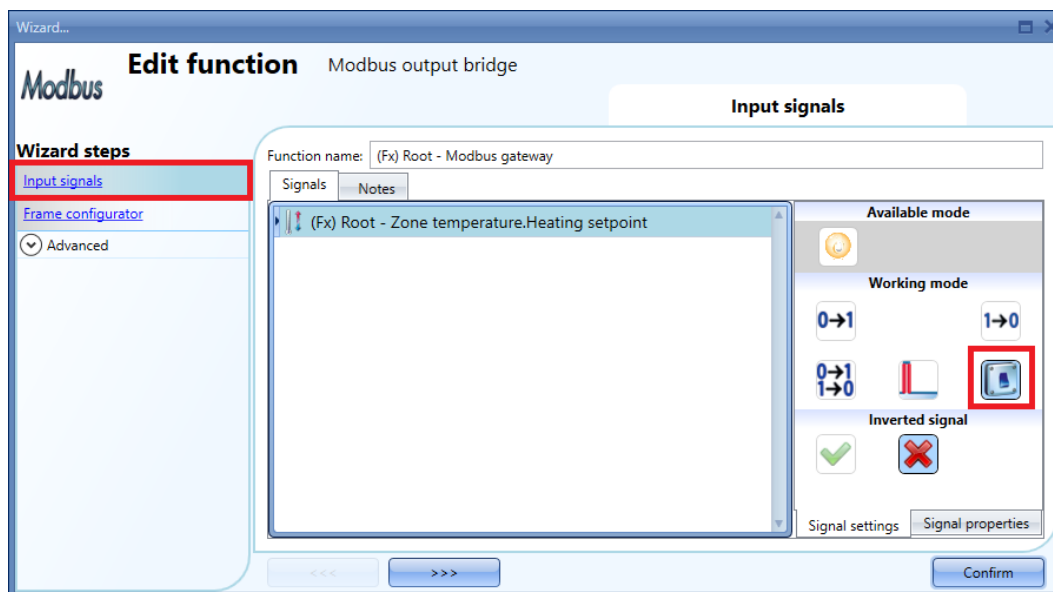 Wizard...
Edit function Modbus output bridge
Modbus
Input signals
Wizard steps
Input signals
Frame configurator
Advanced
Function name: (Fx) Root - Modbus gateway
Signals Notes
(Fx) Root - Zone temperature.Heating setpoint
Available mode
Working mode
0→1 1→0
0→1
1→0
Inverted signal
Signal settings Signal properties
<<< >>> Confirm